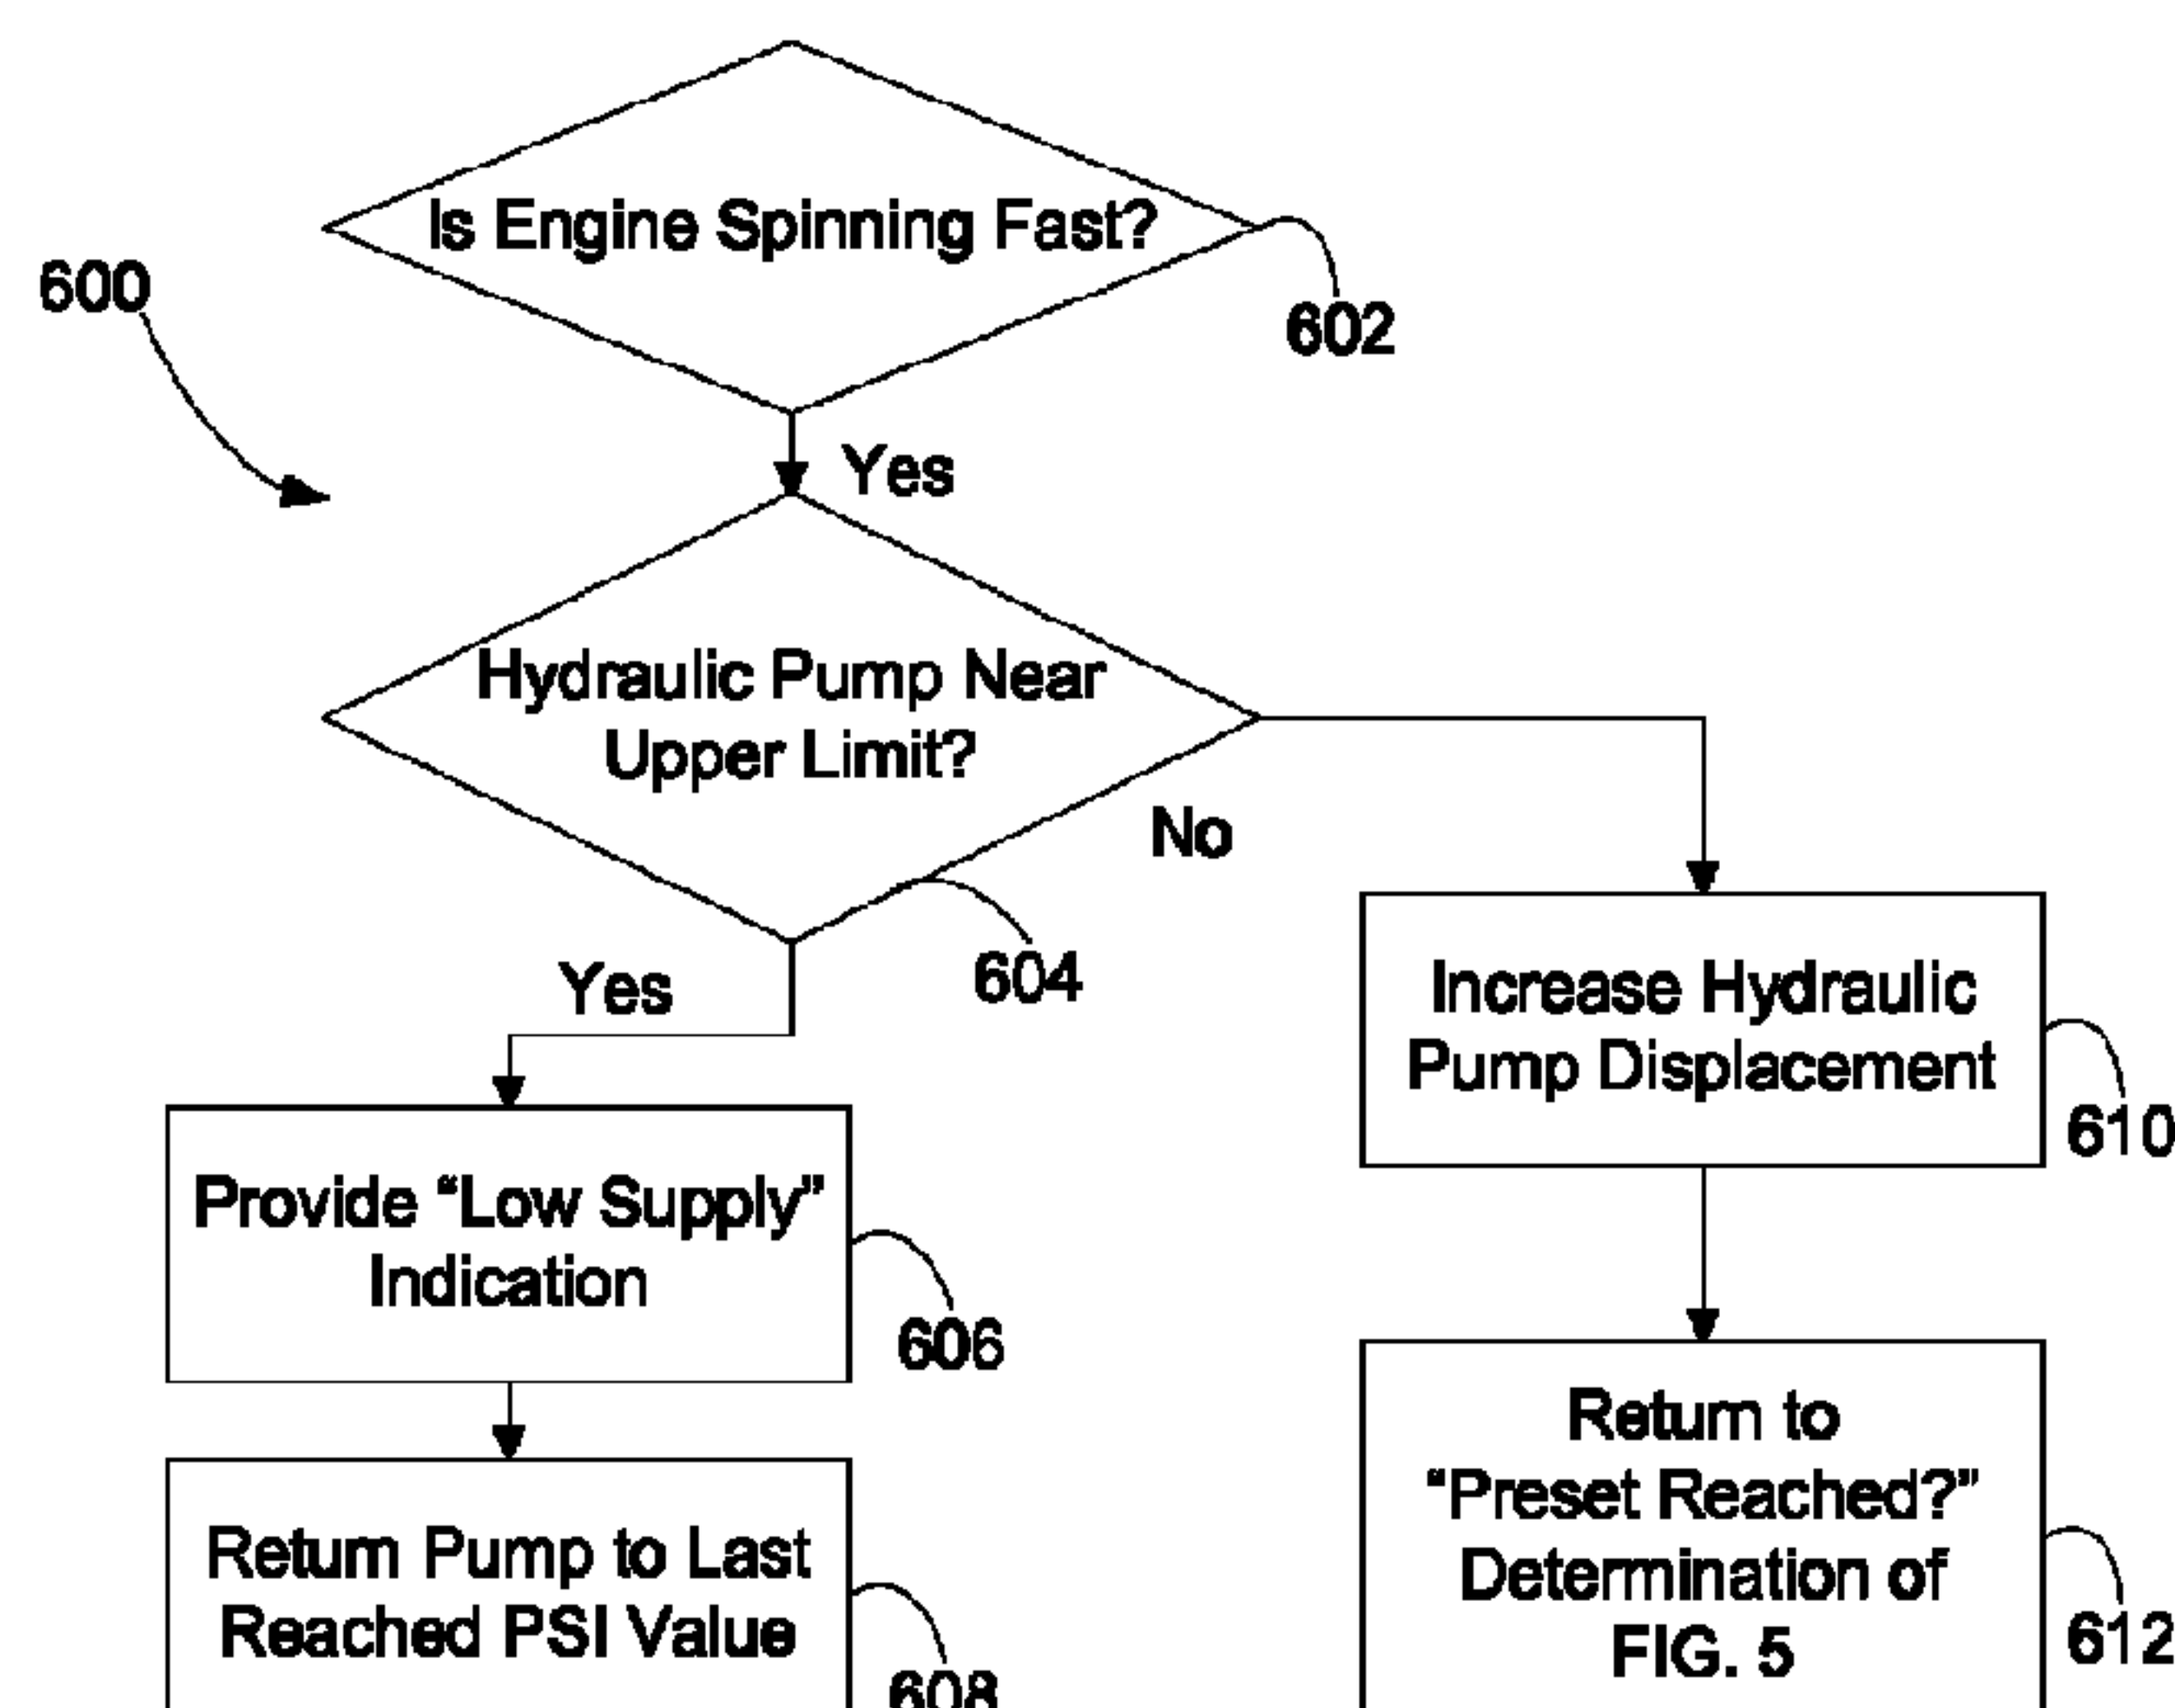 Is Engine Spinning Fast?
600
602
Yes
Hydraulic Pump Near
Upper Limit?
No
604
Yes
Increase Hydraulic
Pump Displacement
610
Provide “Low Supply”
Indication
606
Return to
“Preset Reached?”
Determination of
FIG. 5
612
Return Pump to Last
Reached PSI Value
608